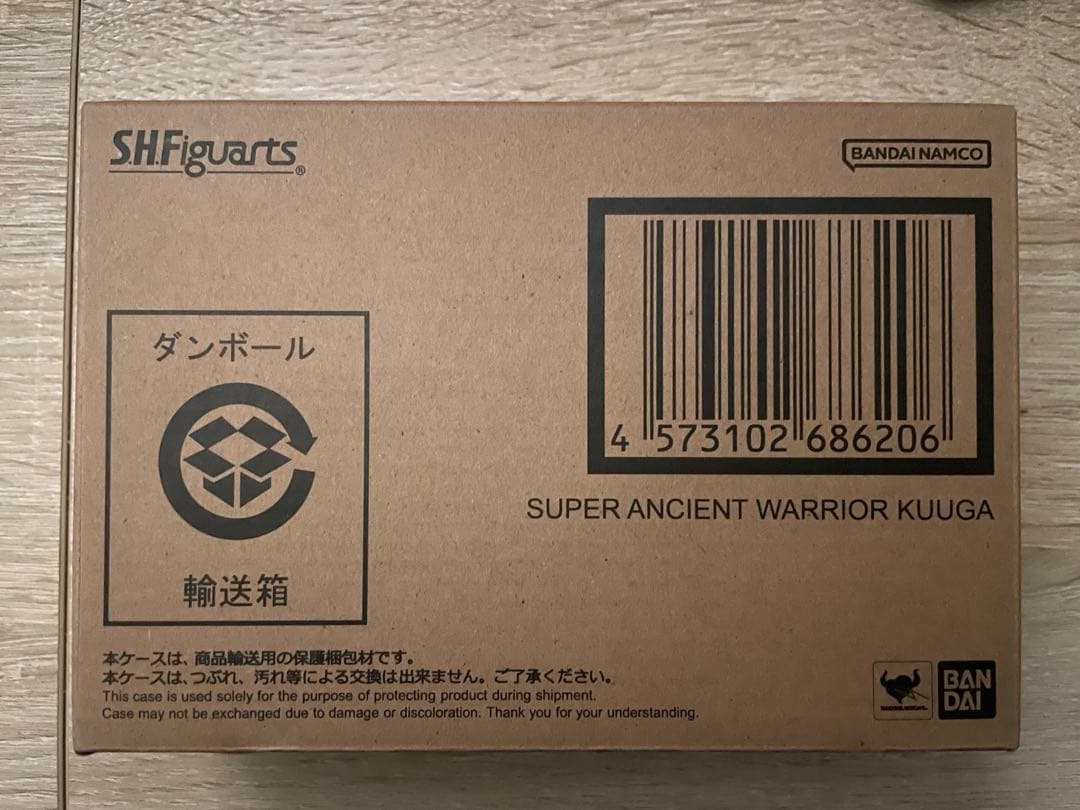 S.H.Figuarts®
BANDAI NAMCO
4 573102 686206
SUPER ANCIENT WARRIOR KUUGA
ダンボール
輸送箱
本ケースは、商品輸送用の保護梱包材です。
本ケースは、つぶれ、汚れ等による交換は出来ません。ご了承ください。
This case is used solely for the purpose of protecting product during shipment.
Case may not be exchanged due to damage or discoloration. Thank you for your understanding.
BAN
DAI